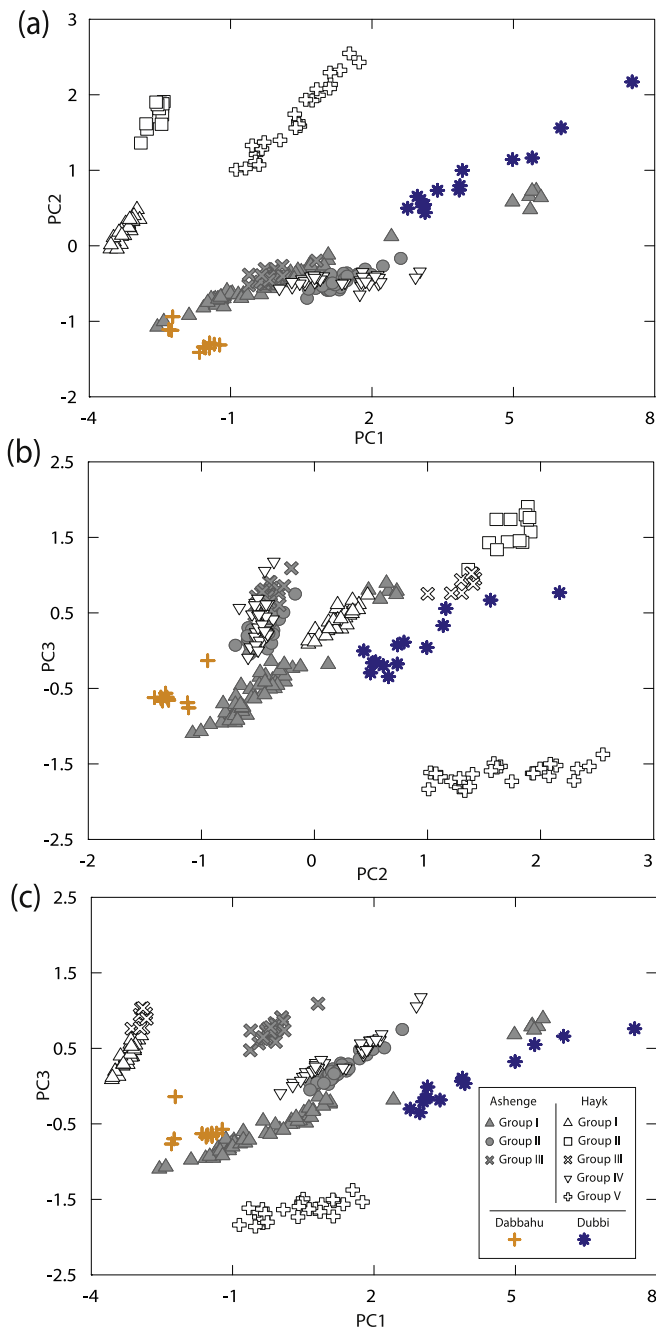 (a)
3
2
1
0
-1
-2
PC2
-4
-1
2
5
8
PC1
(b)
2.5
1.5
0.5
-0.5
-1.5
-2.5
PC3
-2
-1
0
1
2
3
PC2
(c)
2.5
1.5
0.5
-0.5
-1.5
-2.5
PC3
-4
-1
2
5
8
PC1
Ashenge
Group I
Group II
Group III
Hayk
Group I
Group II
Group III
Group IV
Group V
Dabbahu
Dubbi